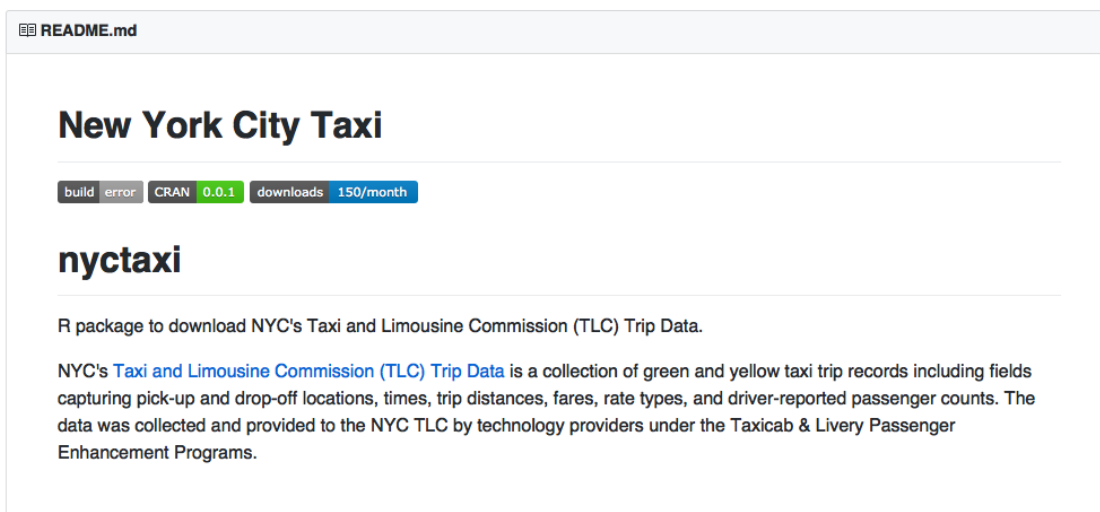 README.md
New York City Taxi
build error CRAN 0.0.1 downloads 150/month
nyctaxi
R package to download NYC's Taxi and Limousine Commission (TLC) Trip Data.
NYC's Taxi and Limousine Commission (TLC) Trip Data is a collection of green and yellow taxi trip records including fields
capturing pick-up and drop-off locations, times, trip distances, fares, rate types, and driver-reported passenger counts. The
data was collected and provided to the NYC TLC by technology providers under the Taxicab & Livery Passenger
Enhancement Programs.